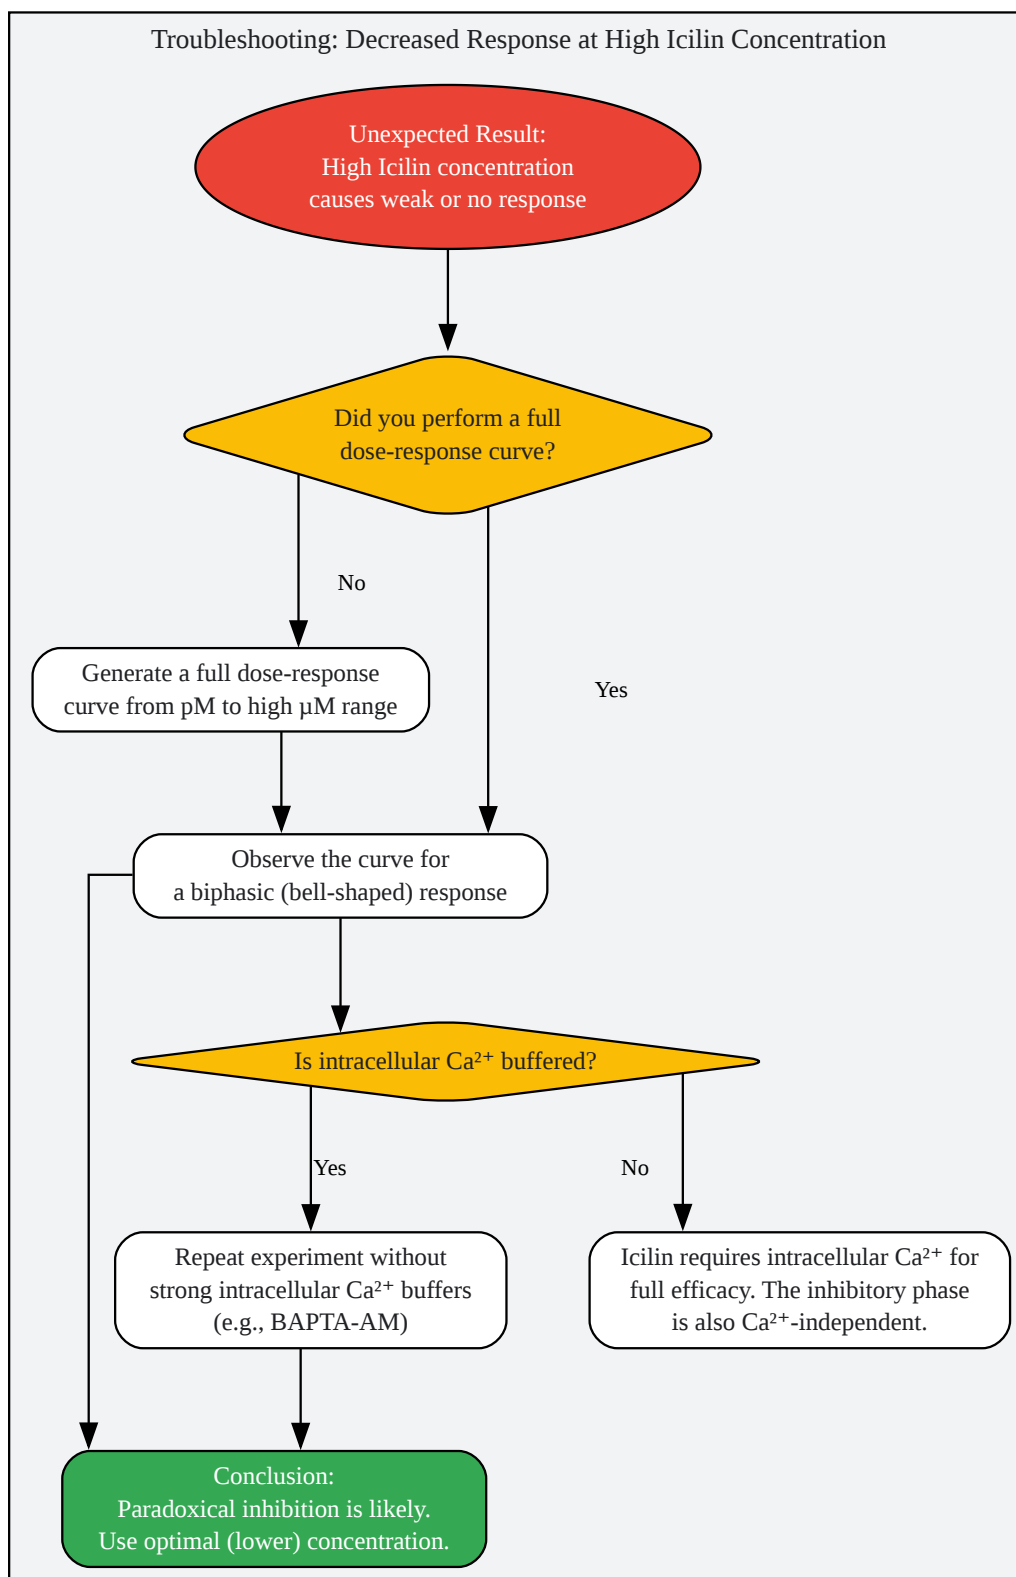 Troubleshooting: Decreased Response at High Icilin Concentration
Unexpected Result:
High Icilin concentration
causes weak or no response
Did you perform a full
dose-response curve?
No
Generate a full dose-response
curve from pM to high µM range
Yes
Observe the curve for
a biphasic (bell-shaped) response
Is intracellular Ca²⁺ buffered?
Yes
No
Repeat experiment without
strong intracellular Ca²⁺ buffers
(e.g., BAPTA-AM)
Icilin requires intracellular Ca²⁺ for
full efficacy. The inhibitory phase
is also Ca²⁺-independent.
Conclusion:
Paradoxical inhibition is likely.
Use optimal (lower) concentration.